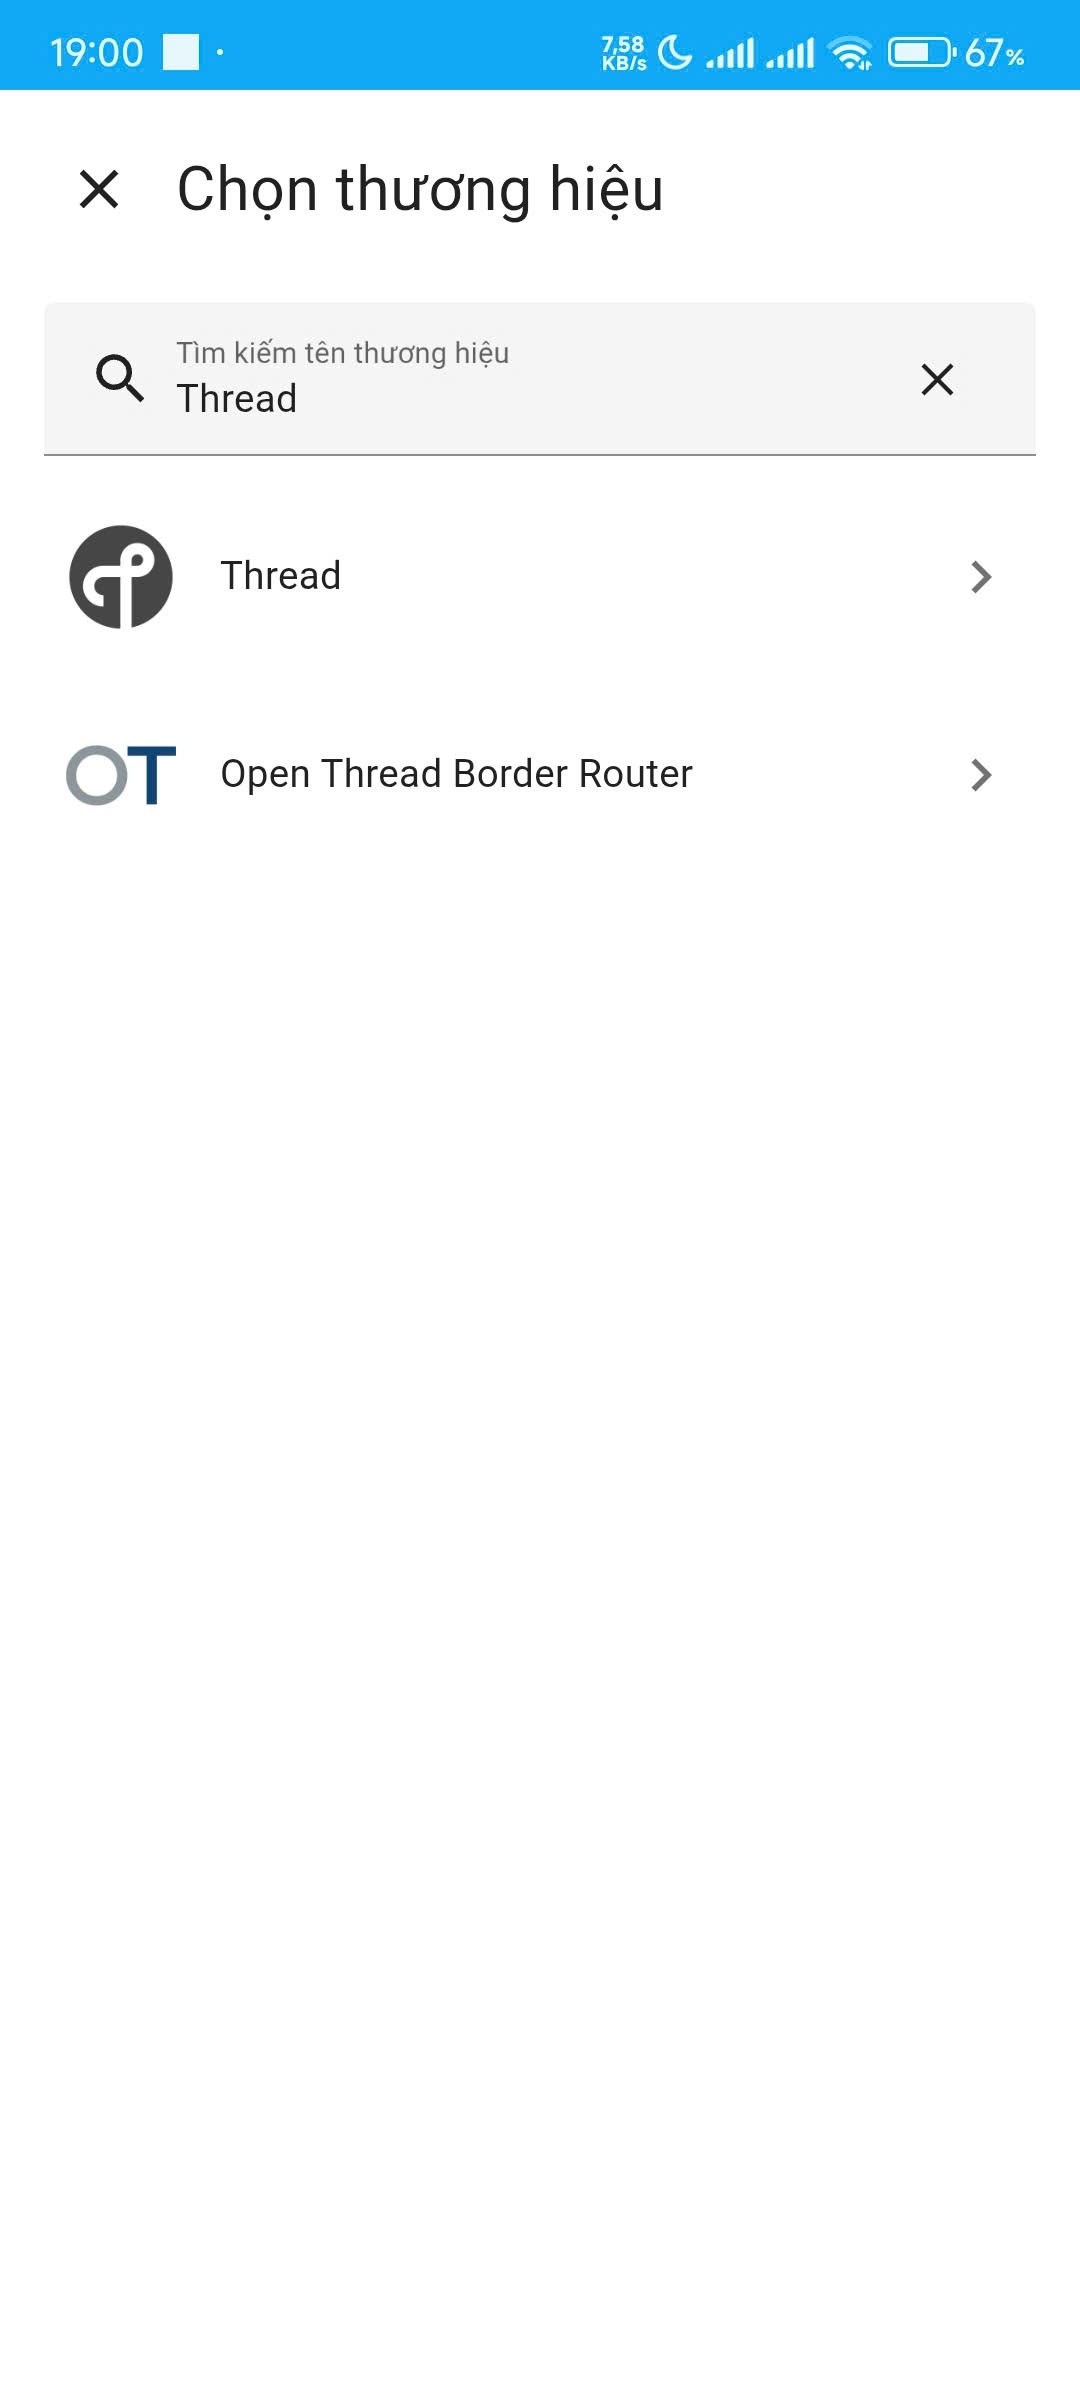 19:00
7,58
KB/s
67%
Chọn thương hiệu
Tìm kiếm tên thương hiệu
Thread
Thread
OT
Open Thread Border Router